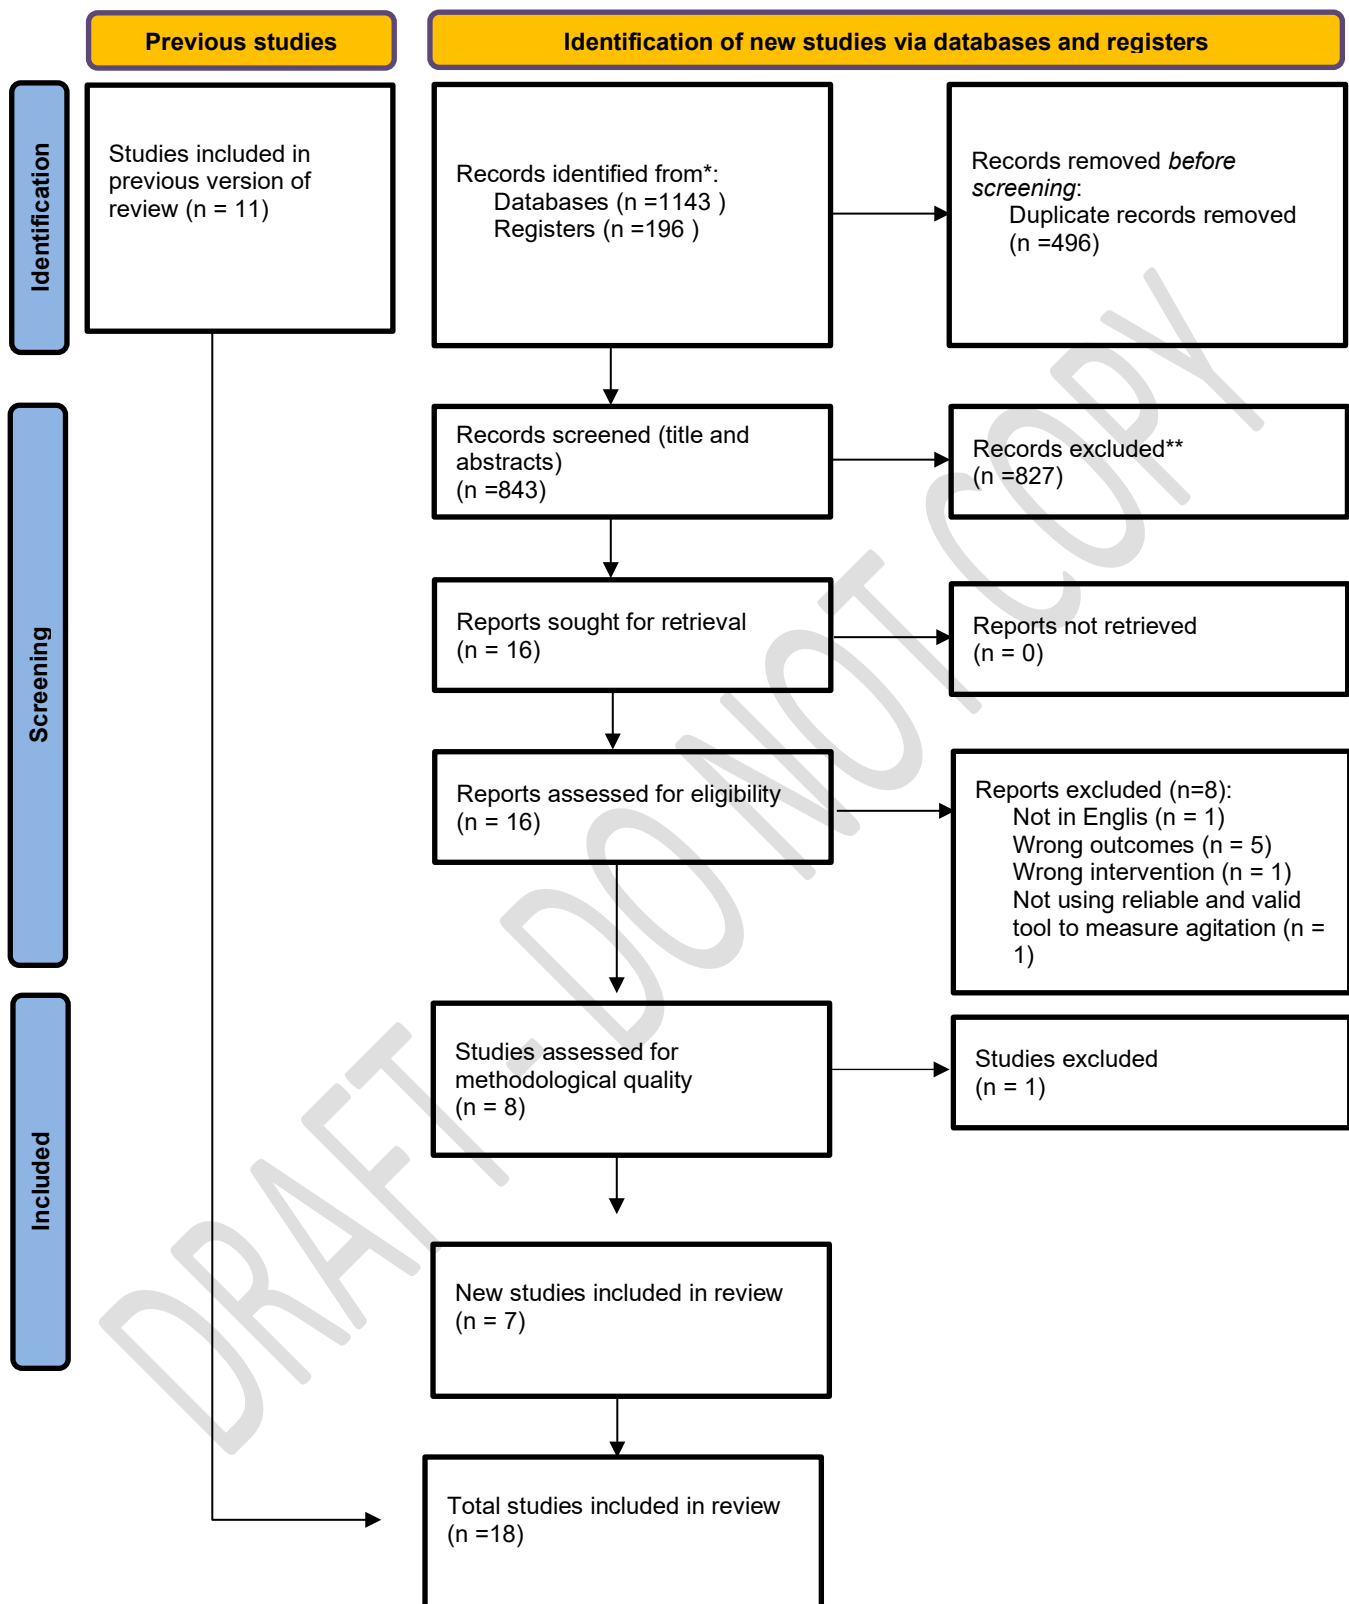 Previous studies
Identification of new studies via databases and registers
Identification
Studies included in
previous version of
review (n = 11)
Records identified from*:
Databases (n =1143 )
Registers (n =196 )
Records removed before
screening:
Duplicate records removed
(n =496)
Screening
Records screened (title and
abstracts)
(n =843)
Records excluded**
(n =827)
Reports sought for retrieval
(n = 16)
Reports not retrieved
(n = 0)
Reports assessed for eligibility
(n = 16)
Reports excluded (n=8):
Not in Englis (n = 1)
Wrong outcomes (n = 5)
Wrong intervention (n = 1)
Not using reliable and valid
tool to measure agitation (n =
1)
Included
Studies assessed for
methodological quality
(n = 8)
Studies excluded
(n = 1)
New studies included in review
(n = 7)
Total studies included in review
(n =18)
DRAFT - DO NOT COPY